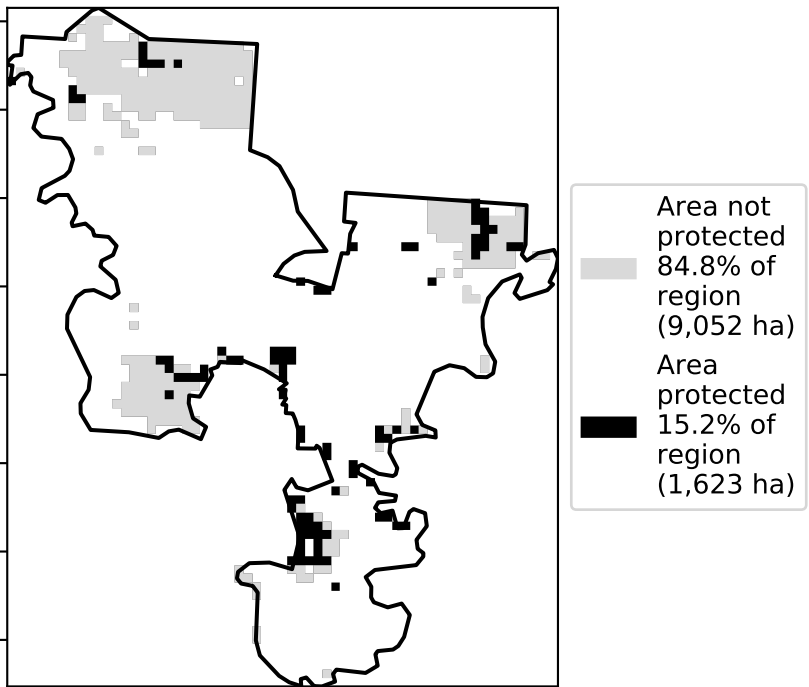 Area not
protected
84.8% of
region
(9,052 ha)
Area
protected
15.2% of
region
(1,623 ha)